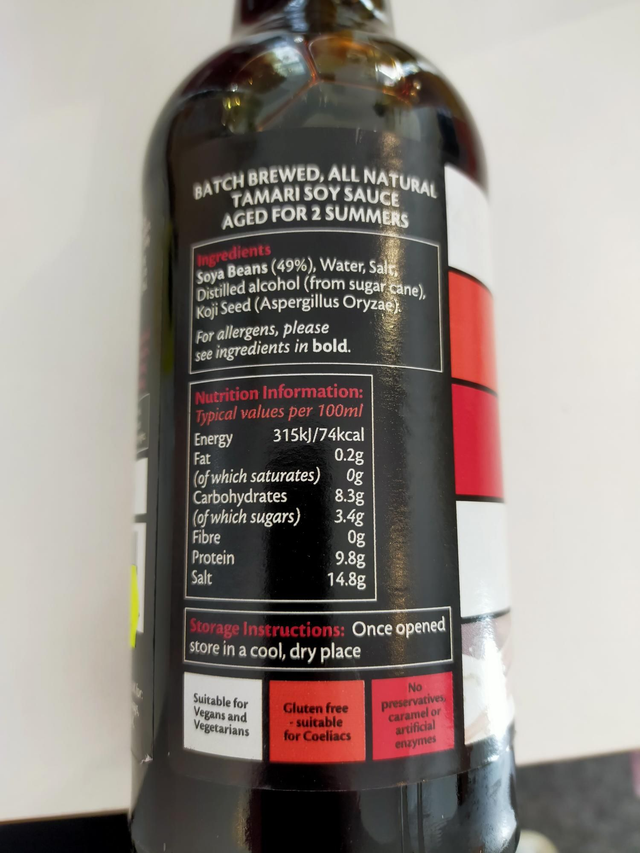 BATCH BREWED, ALL NATURAL
TAMARI SOY SAUCE
AGED FOR 2 SUMMERS
Ingredients
Soya Beans (49%), Water, Salt,
Distilled alcohol (from sugar cane),
Koji Seed (Aspergillus Oryzae).
For allergens, please
see ingredients in bold.
Nutrition Information:
Typical values per 100ml
Energy 315kJ/74kcal
Fat 0.2g
(of which saturates) 0g
Carbohydrates 8.3g
(of which sugars) 3.4g
Fibre 0g
Protein 9.8g
Salt 14.8g
Storage Instructions: Once opened
store in a cool, dry place
Suitable for
Vegans and
Vegetarians
Gluten free
- suitable
for Coeliacs
No
preservatives,
caramel or
artificial
enzymes